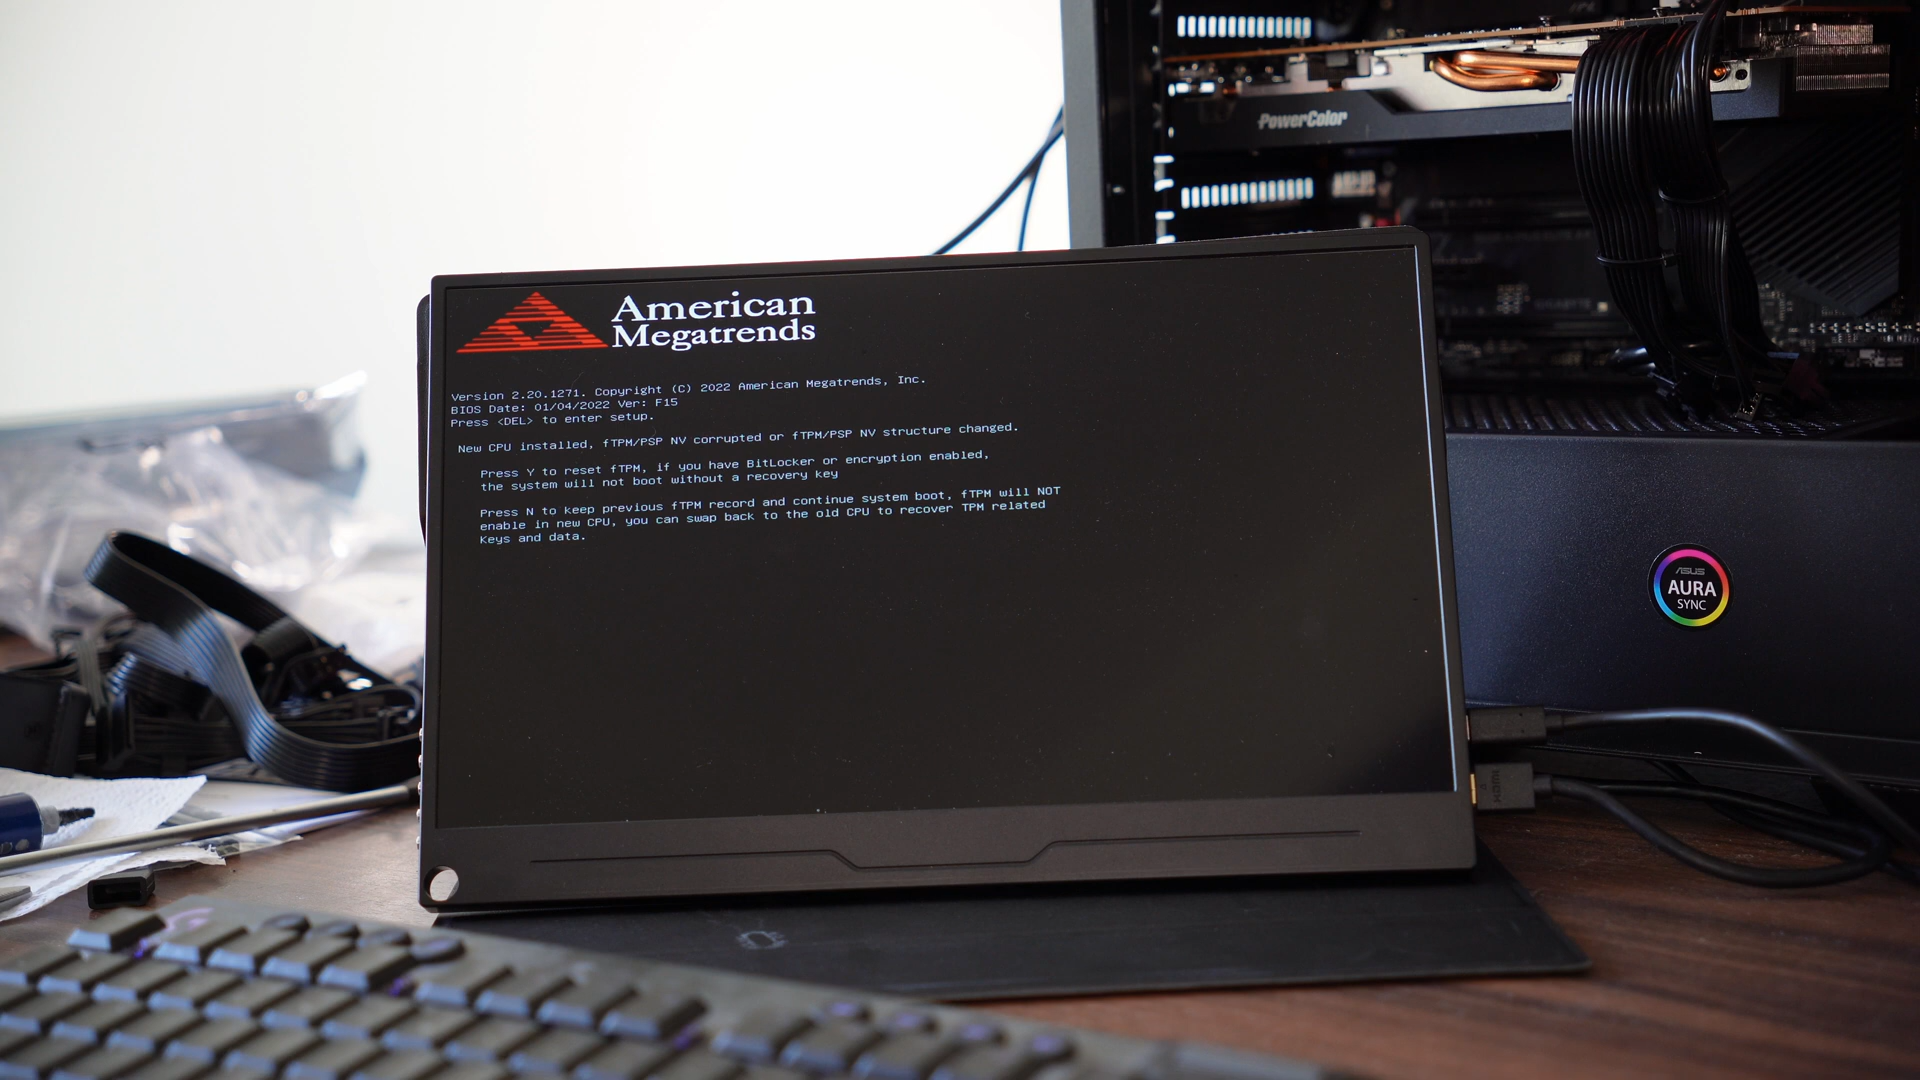 PowerColor
American
Megatrends
Version 2.20.1271. Copyright (C) 2022 American Megatrends, Inc.
BIOS Date: 01/04/2022 Ver: F15
Press <DEL> to enter setup.
New CPU installed, fTPM/PSP NV corrupted or fTPM/PSP NV structure changed.
Press Y to reset fTPM, if you have BitLocker or encryption enabled,
the system will not boot without a recovery key
Press N to keep previous fTPM record and continue system boot, fTPM will NOT
enable in new CPU, you can swap back to the old CPU to recover TPM related
Keys and data.
ASUS
AURA
SYNC
HDMI